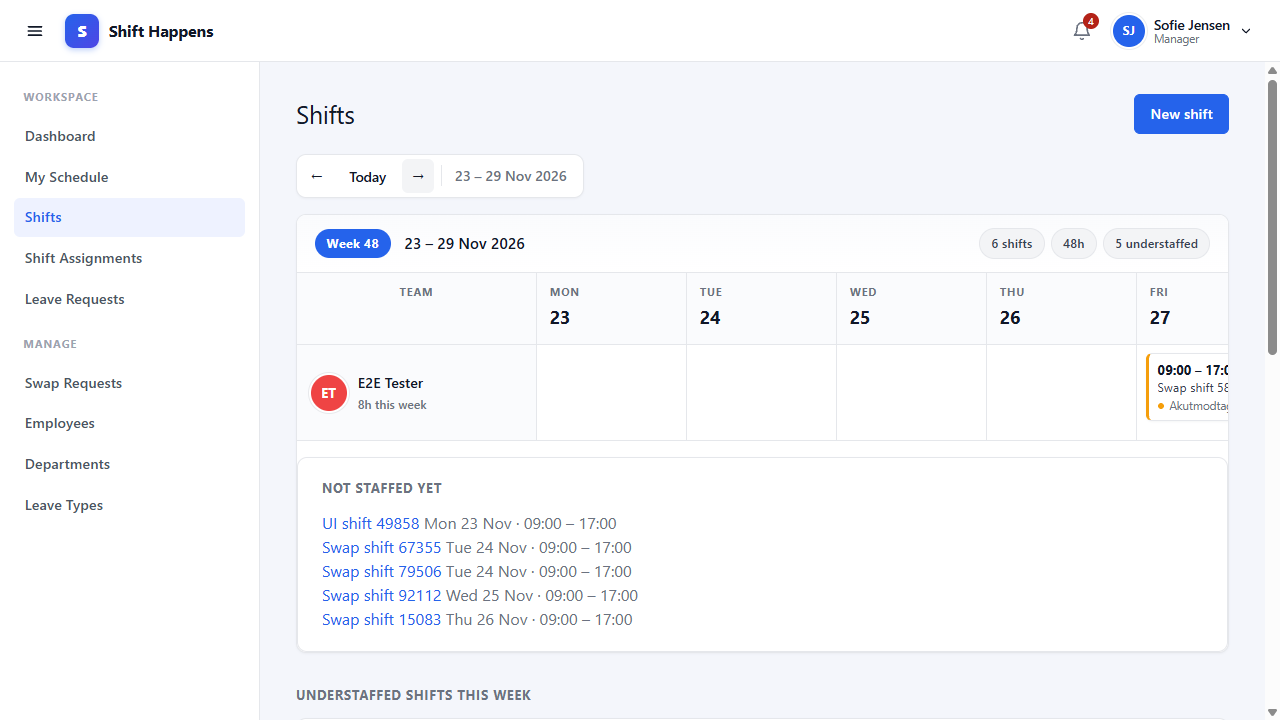 S Shift Happens
4
SJ Sofie Jensen
Manager
WORKSPACE
Dashboard
My Schedule
Shifts
Shift Assignments
Leave Requests
MANAGE
Swap Requests
Employees
Departments
Leave Types
Shifts
New shift
← Today → 23 – 29 Nov 2026
Week 48 23 – 29 Nov 2026 6 shifts 48h 5 understaffed
TEAM MON TUE WED THU FRI
23 24 25 26 27
ET E2E Tester
8h this week
09:00 –
Swap shift
NOT STAFFED YET
UI shift 49858 Mon 23 Nov · 09:00 – 17:00
Swap shift 67355 Tue 24 Nov · 09:00 – 17:00
Swap shift 79506 Tue 24 Nov · 09:00 – 17:00
Swap shift 92112 Wed 25 Nov · 09:00 – 17:00
Swap shift 15083 Thu 26 Nov · 09:00 – 17:00
UNDERSTAFFED SHIFTS THIS WEEK